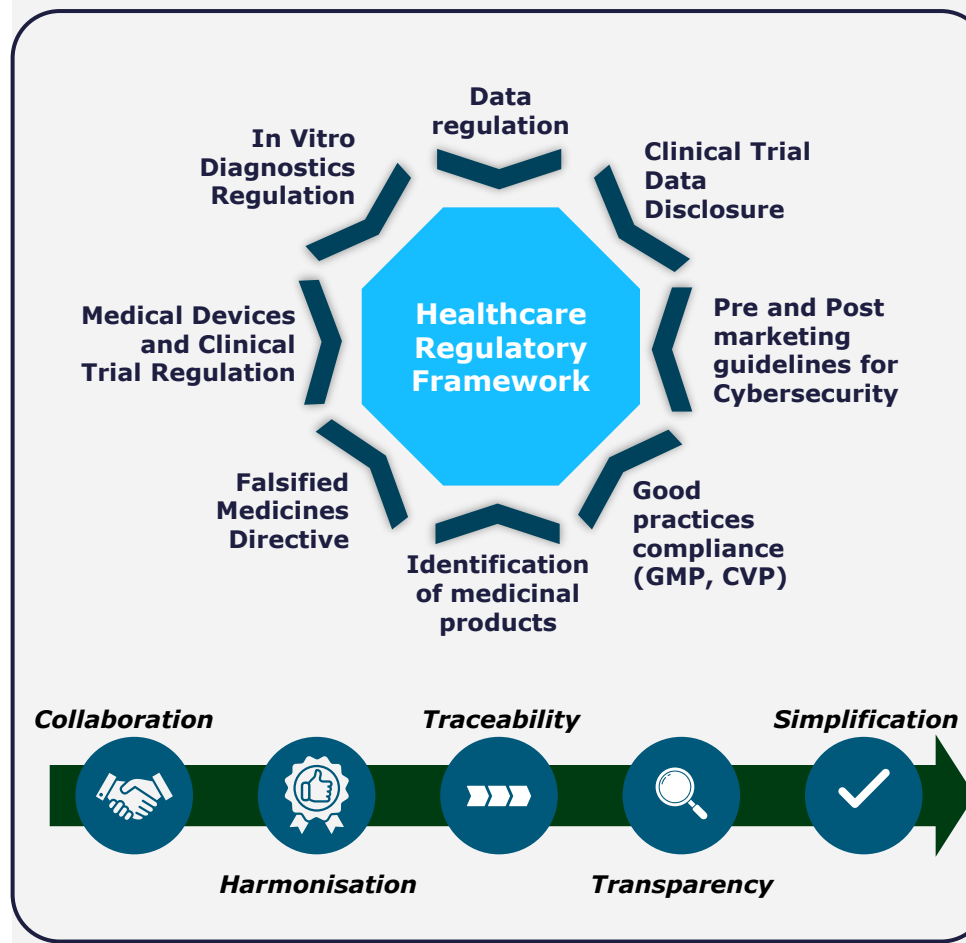 Data
regulation
In Vitro
Diagnostics
Regulation
Clinical Trial
Data
Disclosure
Medical Devices
and Clinical
Trial Regulation
Healthcare
Regulatory
Framework
Pre and Post
marketing
guidelines for
Cybersecurity
Falsified
Medicines
Directive
Identification
of medicinal
products
Good
practices
compliance
(GMP, CVP)
Collaboration
Traceability
Simplification
Harmonisation
Transparency